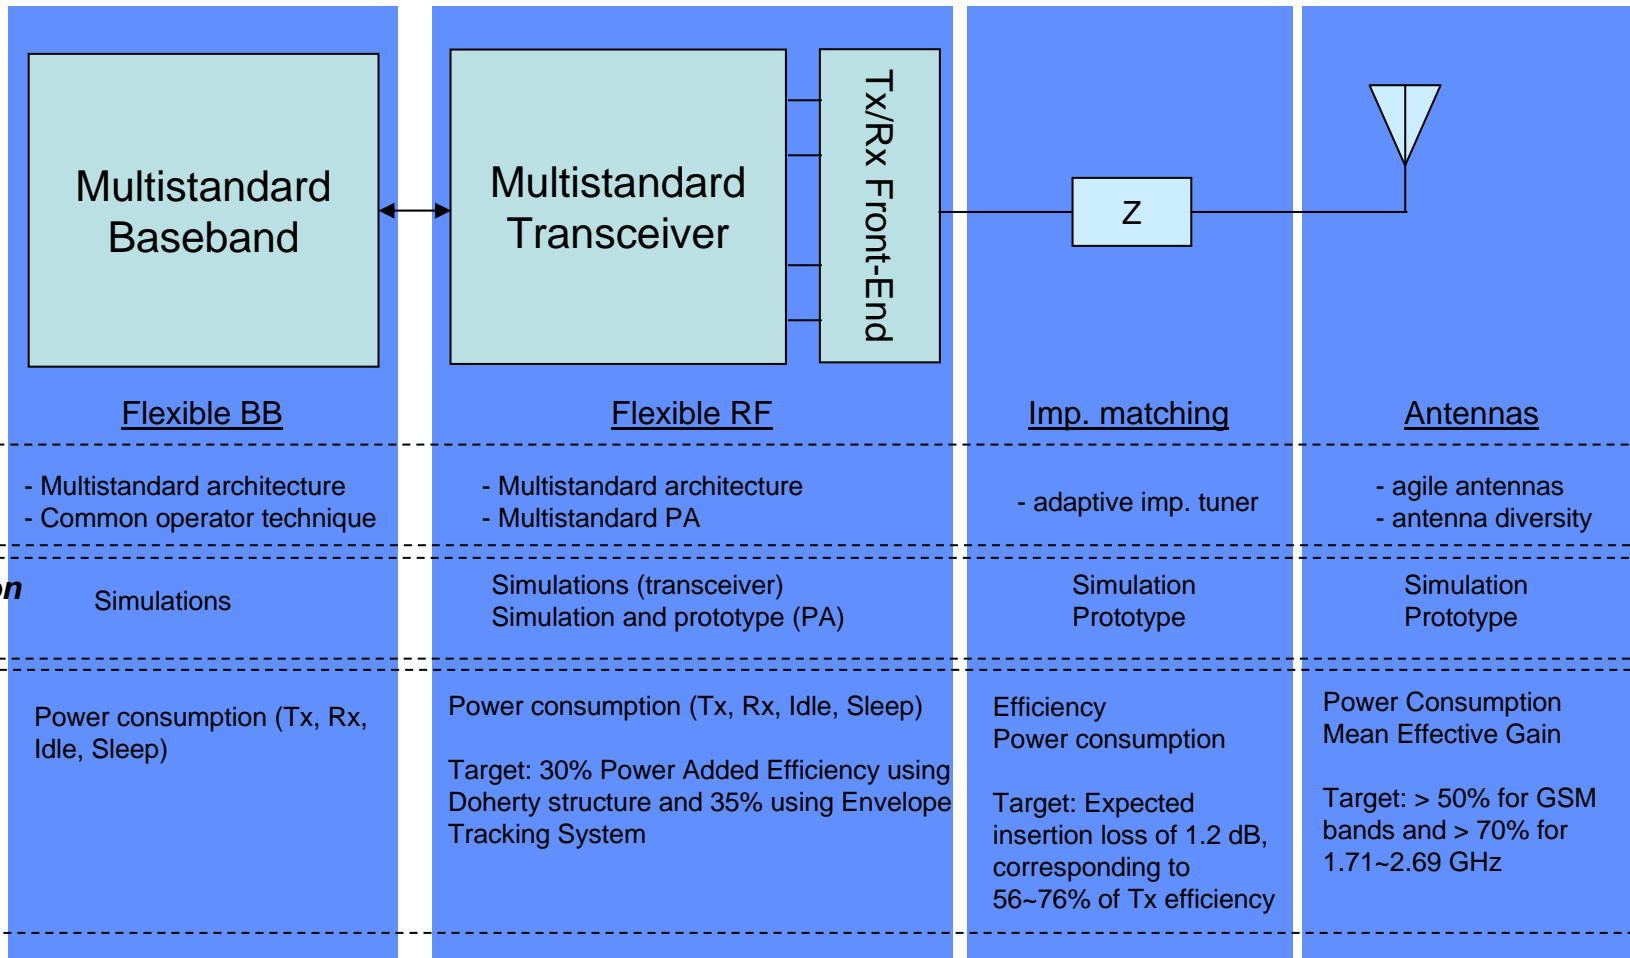 Multistandard
Baseband
Multistandard
Transceiver
Tx/Rx Front-End
Z
Flexible BB
Flexible RF
Imp. matching
Antennas
- Multistandard architecture
- Common operator technique
- Multistandard architecture
- Multistandard PA
- adaptive imp. tuner
- agile antennas
- antenna diversity
Simulations
Simulations (transceiver)
Simulation and prototype (PA)
Simulation
Prototype
Simulation
Prototype
Power consumption (Tx, Rx,
Idle, Sleep)
Power consumption (Tx, Rx, Idle, Sleep)
Target: 30% Power Added Efficiency using
Doherty structure and 35% using Envelope
Tracking System
Efficiency
Power consumption
Target: Expected
insertion loss of 1.2 dB,
corresponding to
56~76% of Tx efficiency
Power Consumption
Mean Effective Gain
Target: > 50% for GSM
bands and > 70% for
1.71~2.69 GHz